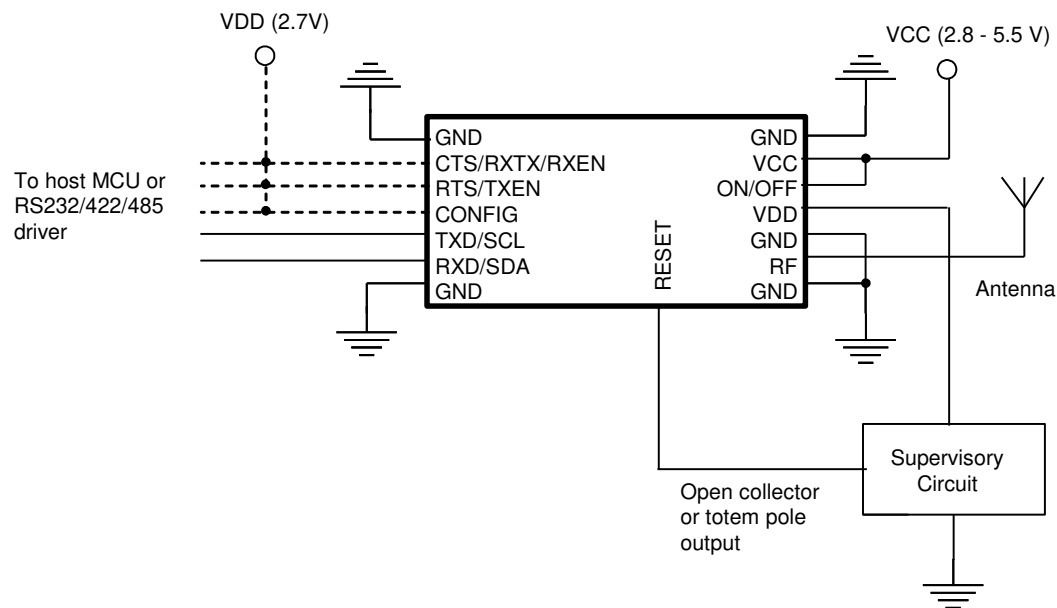 VDD (2.7V)
VCC (2.8 - 5.5 V)
To host MCU or
RS232/422/485
driver
GND
CTS/RXTX/RXEN
RTS/TXEN
CONFIG
TXD/SCL
RXD/SDA
GND
RESET
GND
VCC
ON/OFF
VDD
GND
RF
GND
Antenna
Supervisory
Circuit
Open collector
or totem pole
output